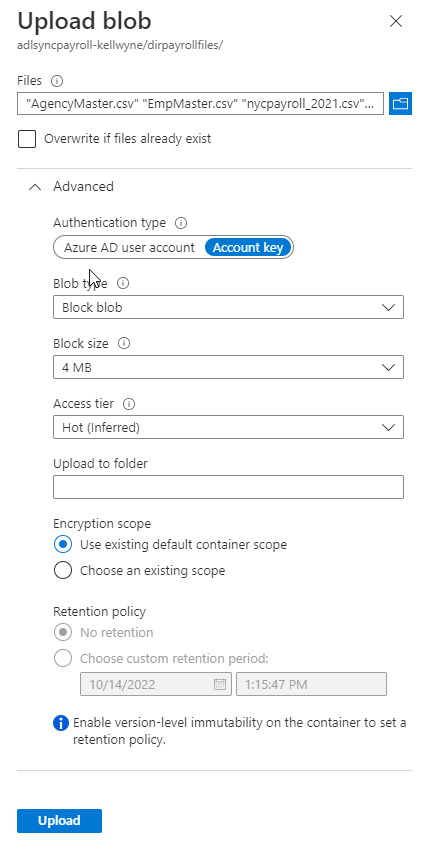 Upload blob
adlsyncpayroll-kellwyne/dirpayrollfiles/
Files
"AgencyMaster.csv" "EmpMaster.csv" "nycpayroll_2021.csv"...
Overwrite if files already exist
Advanced
Authentication type
Azure AD user account Account key
Blob type
Block blob
Block size
4 MB
Access tier
Hot (Inferred)
Upload to folder
Encryption scope
Use existing default container scope
Choose an existing scope
Retention policy
No retention
Choose custom retention period:
10/14/2022 1:15:47 PM
Enable version-level immutability on the container to set a
retention policy.
Upload